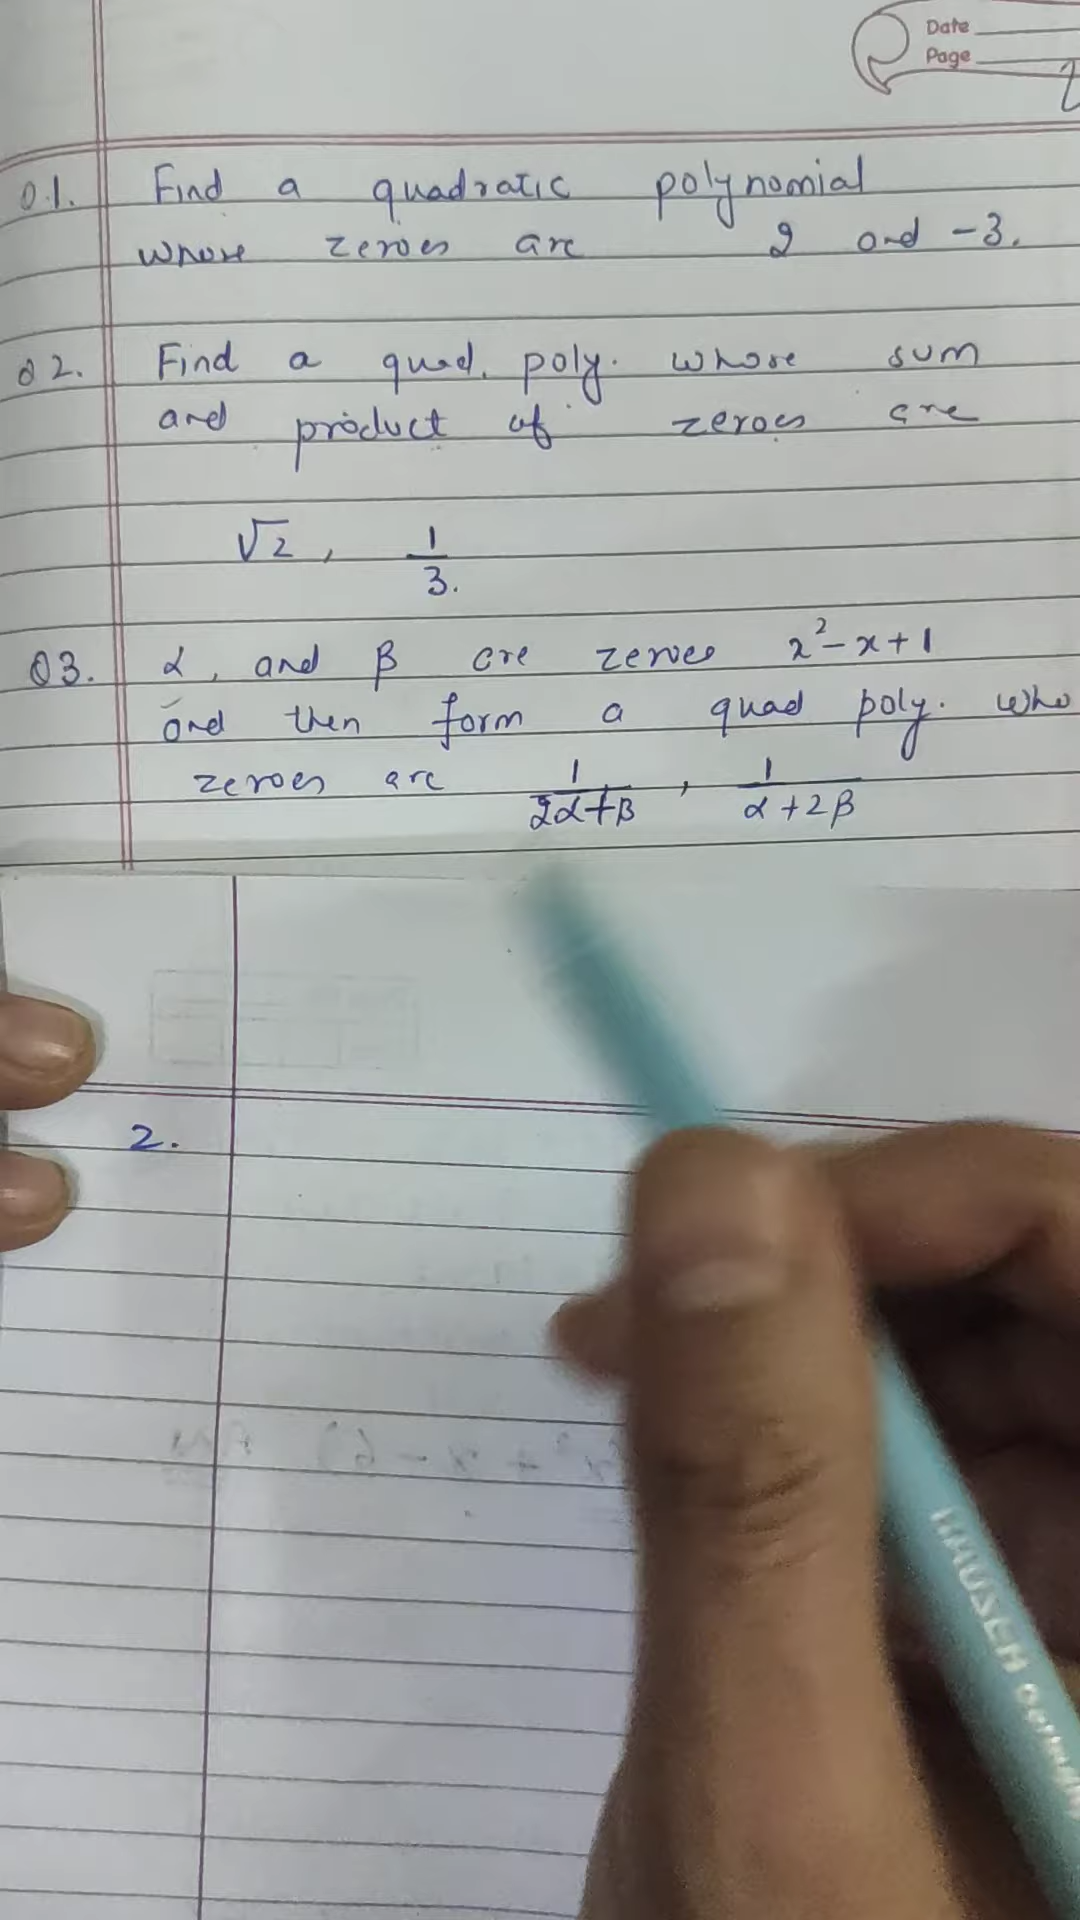 Date
Page
Q.1. Find a quadratic polynomial
whose zeroes are 2 and -3.
Q2. Find a quad. poly. whose sum
and product of zeroes are
√2, 1/3.
Q3. α, and β are zeroes x²-x+1
and then form a quad poly. who
zeroes are 1/2α+β, 1/α+2β
2.
HAUSER